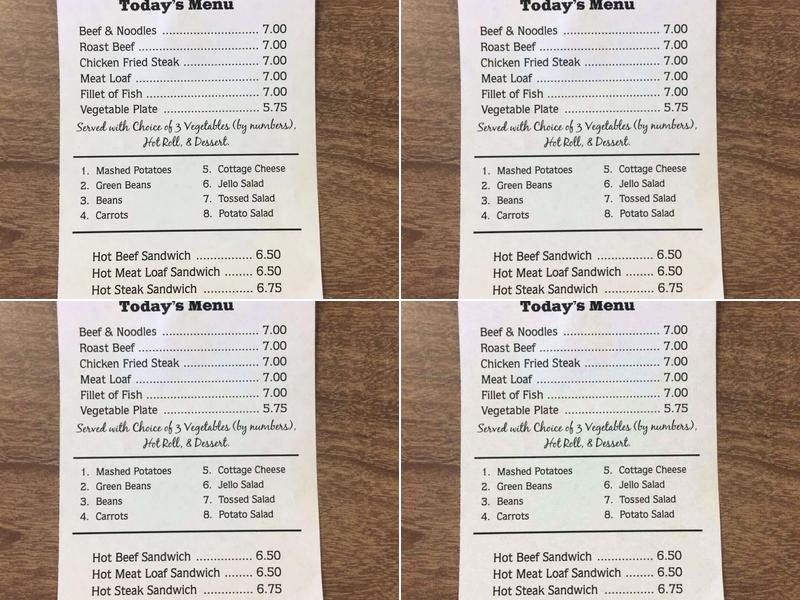 Today's Menu
Beef & Noodles ........................... 7.00
Roast Beef .................................. 7.00
Chicken Fried Steak ...................... 7.00
Meat Loaf ................................... 7.00
Fillet of Fish ................................ 7.00
Vegetable Plate ........................... 5.75
Served with Choice of 3 Vegetables (by numbers),
Hot Roll, & Dessert.
1. Mashed Potatoes 5. Cottage Cheese
2. Green Beans 6. Jello Salad
3. Beans 7. Tossed Salad
4. Carrots 8. Potato Salad
Hot Beef Sandwich ................ 6.50
Hot Meat Loaf Sandwich ........ 6.50
Hot Steak Sandwich .............. 6.75
Today's Menu
Beef & Noodles ........................... 7.00
Roast Beef .................................. 7.00
Chicken Fried Steak ...................... 7.00
Meat Loaf ................................... 7.00
Fillet of Fish ................................ 7.00
Vegetable Plate ........................... 5.75
Served with Choice of 3 Vegetables (by numbers),
Hot Roll, & Dessert.
1. Mashed Potatoes 5. Cottage Cheese
2. Green Beans 6. Jello Salad
3. Beans 7. Tossed Salad
4. Carrots 8. Potato Salad
Hot Beef Sandwich ................ 6.50
Hot Meat Loaf Sandwich ........ 6.50
Hot Steak Sandwich .............. 6.75
Today's Menu
Beef & Noodles ........................... 7.00
Roast Beef .................................. 7.00
Chicken Fried Steak ...................... 7.00
Meat Loaf ................................... 7.00
Fillet of Fish ................................ 7.00
Vegetable Plate ........................... 5.75
Served with Choice of 3 Vegetables (by numbers),
Hot Roll, & Dessert.
1. Mashed Potatoes 5. Cottage Cheese
2. Green Beans 6. Jello Salad
3. Beans 7. Tossed Salad
4. Carrots 8. Potato Salad
Hot Beef Sandwich ................ 6.50
Hot Meat Loaf Sandwich ........ 6.50
Hot Steak Sandwich .............. 6.75
Today's Menu
Beef & Noodles ........................... 7.00
Roast Beef .................................. 7.00
Chicken Fried Steak ...................... 7.00
Meat Loaf ................................... 7.00
Fillet of Fish ................................ 7.00
Vegetable Plate ........................... 5.75
Served with Choice of 3 Vegetables (by numbers),
Hot Roll, & Dessert.
1. Mashed Potatoes 5. Cottage Cheese
2. Green Beans 6. Jello Salad
3. Beans 7. Tossed Salad
4. Carrots 8. Potato Salad
Hot Beef Sandwich ................ 6.50
Hot Meat Loaf Sandwich ........ 6.50
Hot Steak Sandwich .............. 6.75